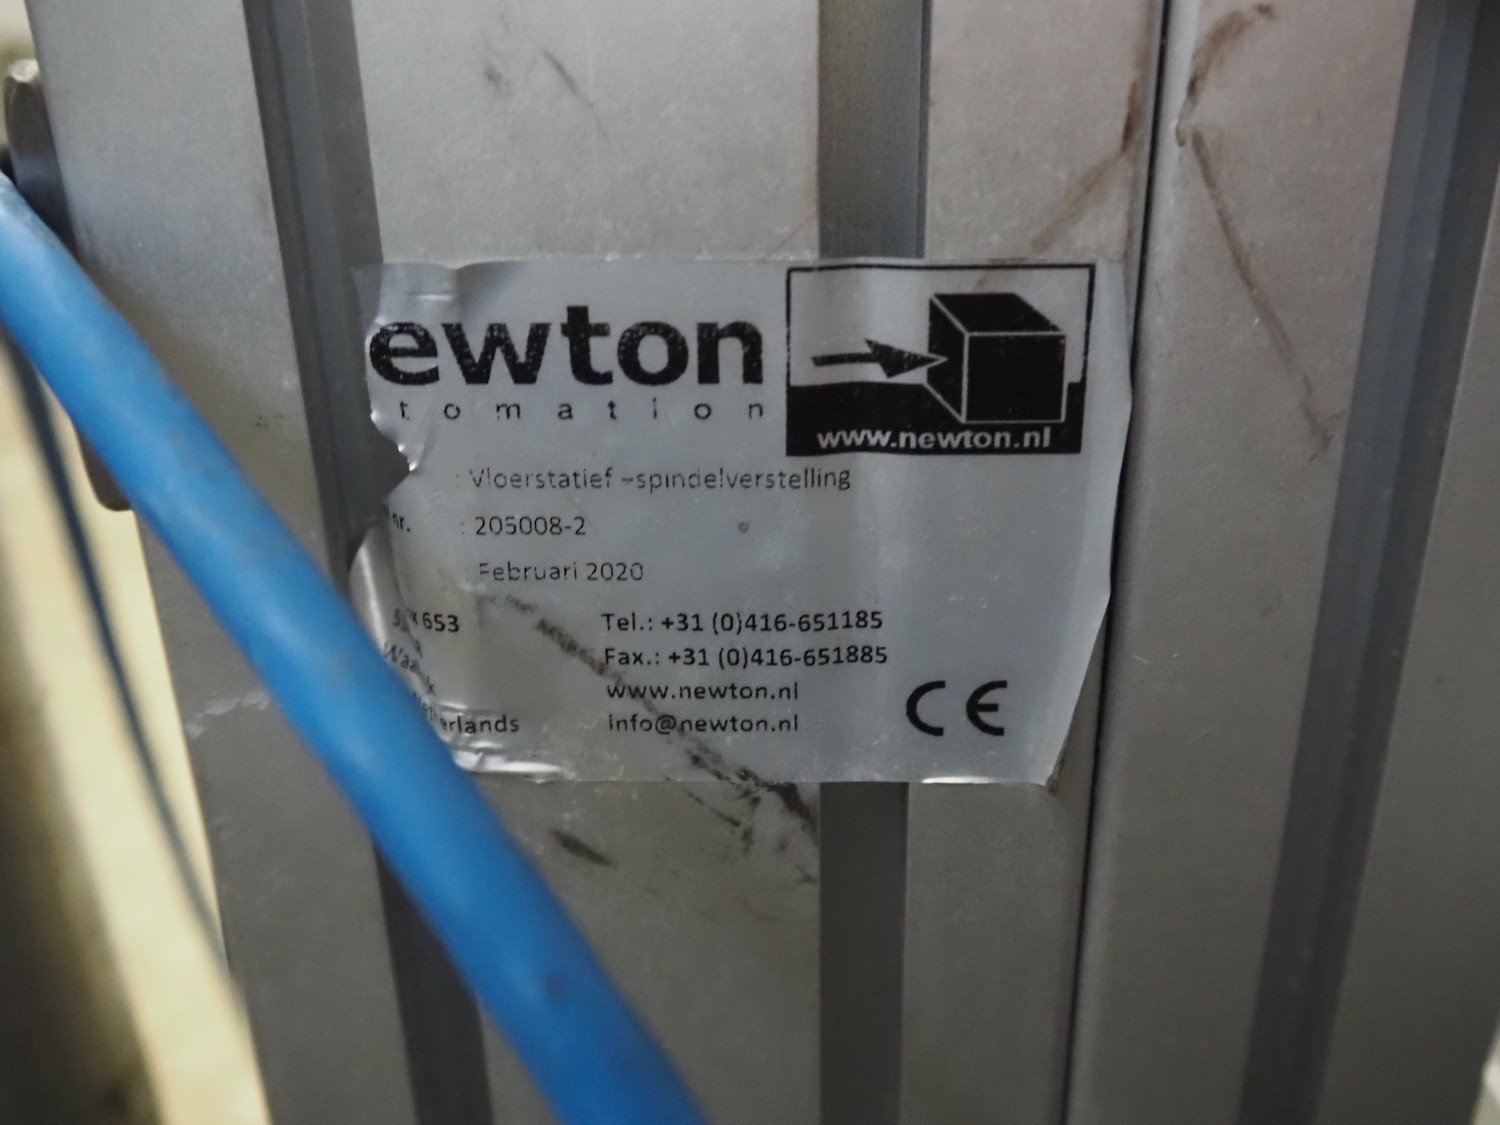 ewton
tomation
www.newton.nl
: Vloerstatief -spindelverstelling
nr. : 205008-2
Februari 2020
653 Tel.: +31 (0)416-651185
Fax.: +31 (0)416-651885
www.newton.nl
Netherlands info@newton.nl
CE